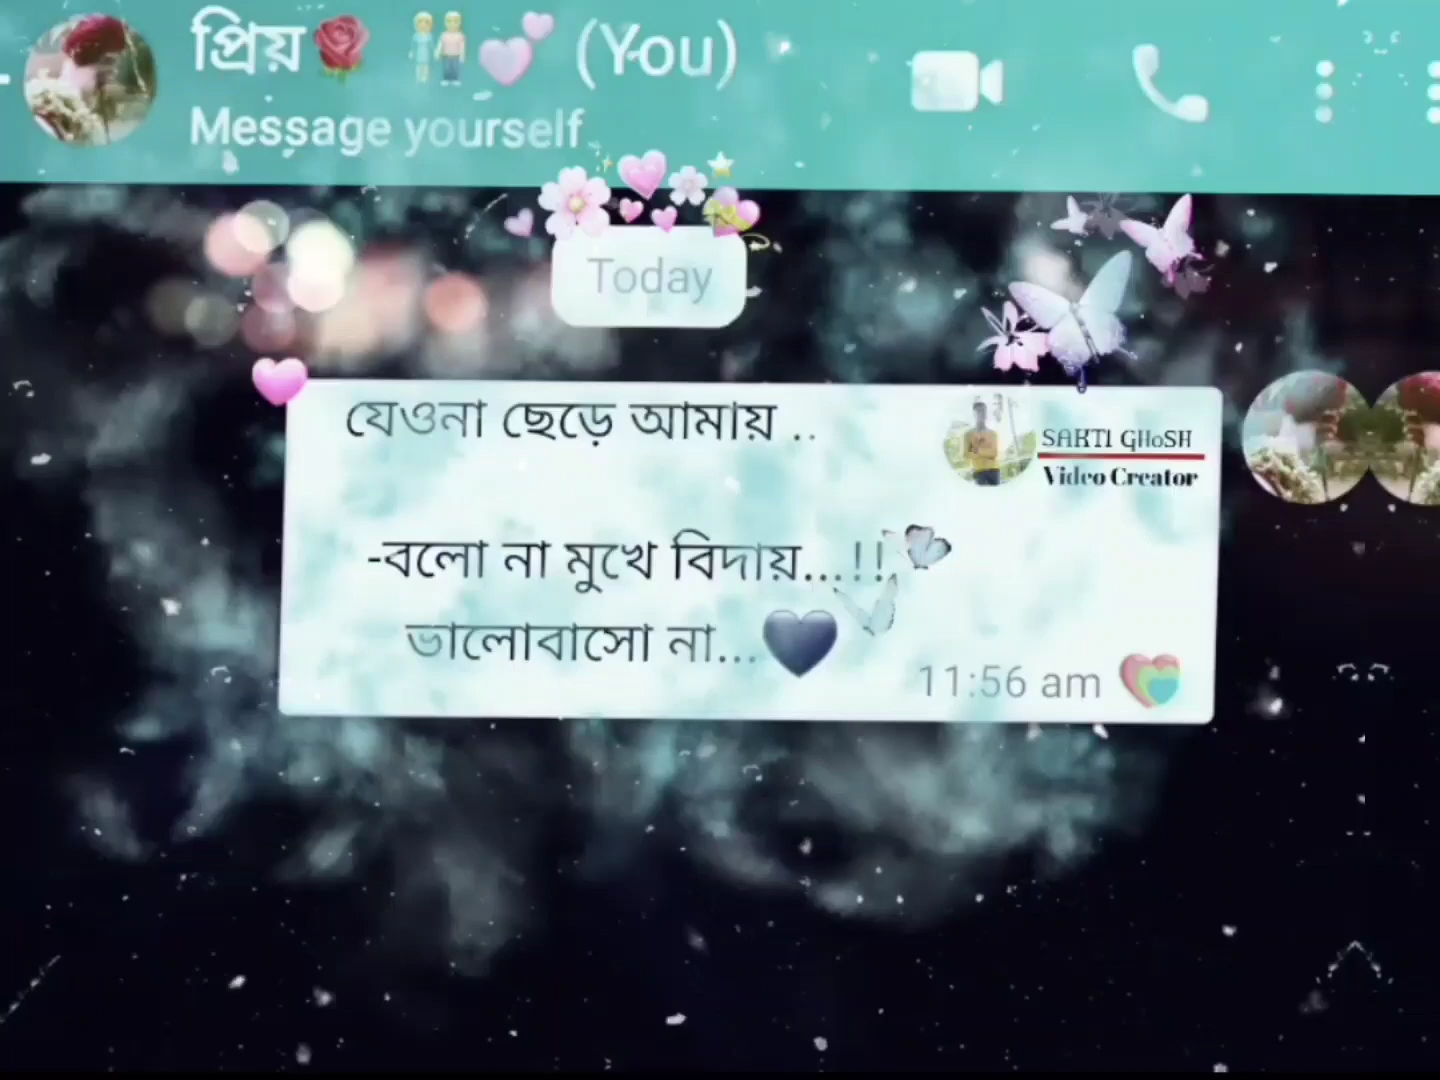 প্রিয়🌹 👫💕 (You)
Message yourself
Today
যেওনা ছেড়ে আমায় ..
SAKTI GHoSH
Video Creator
-বলো না মুখে বিদায়...!!
ভালোবাসো না...🖤
11:56 am